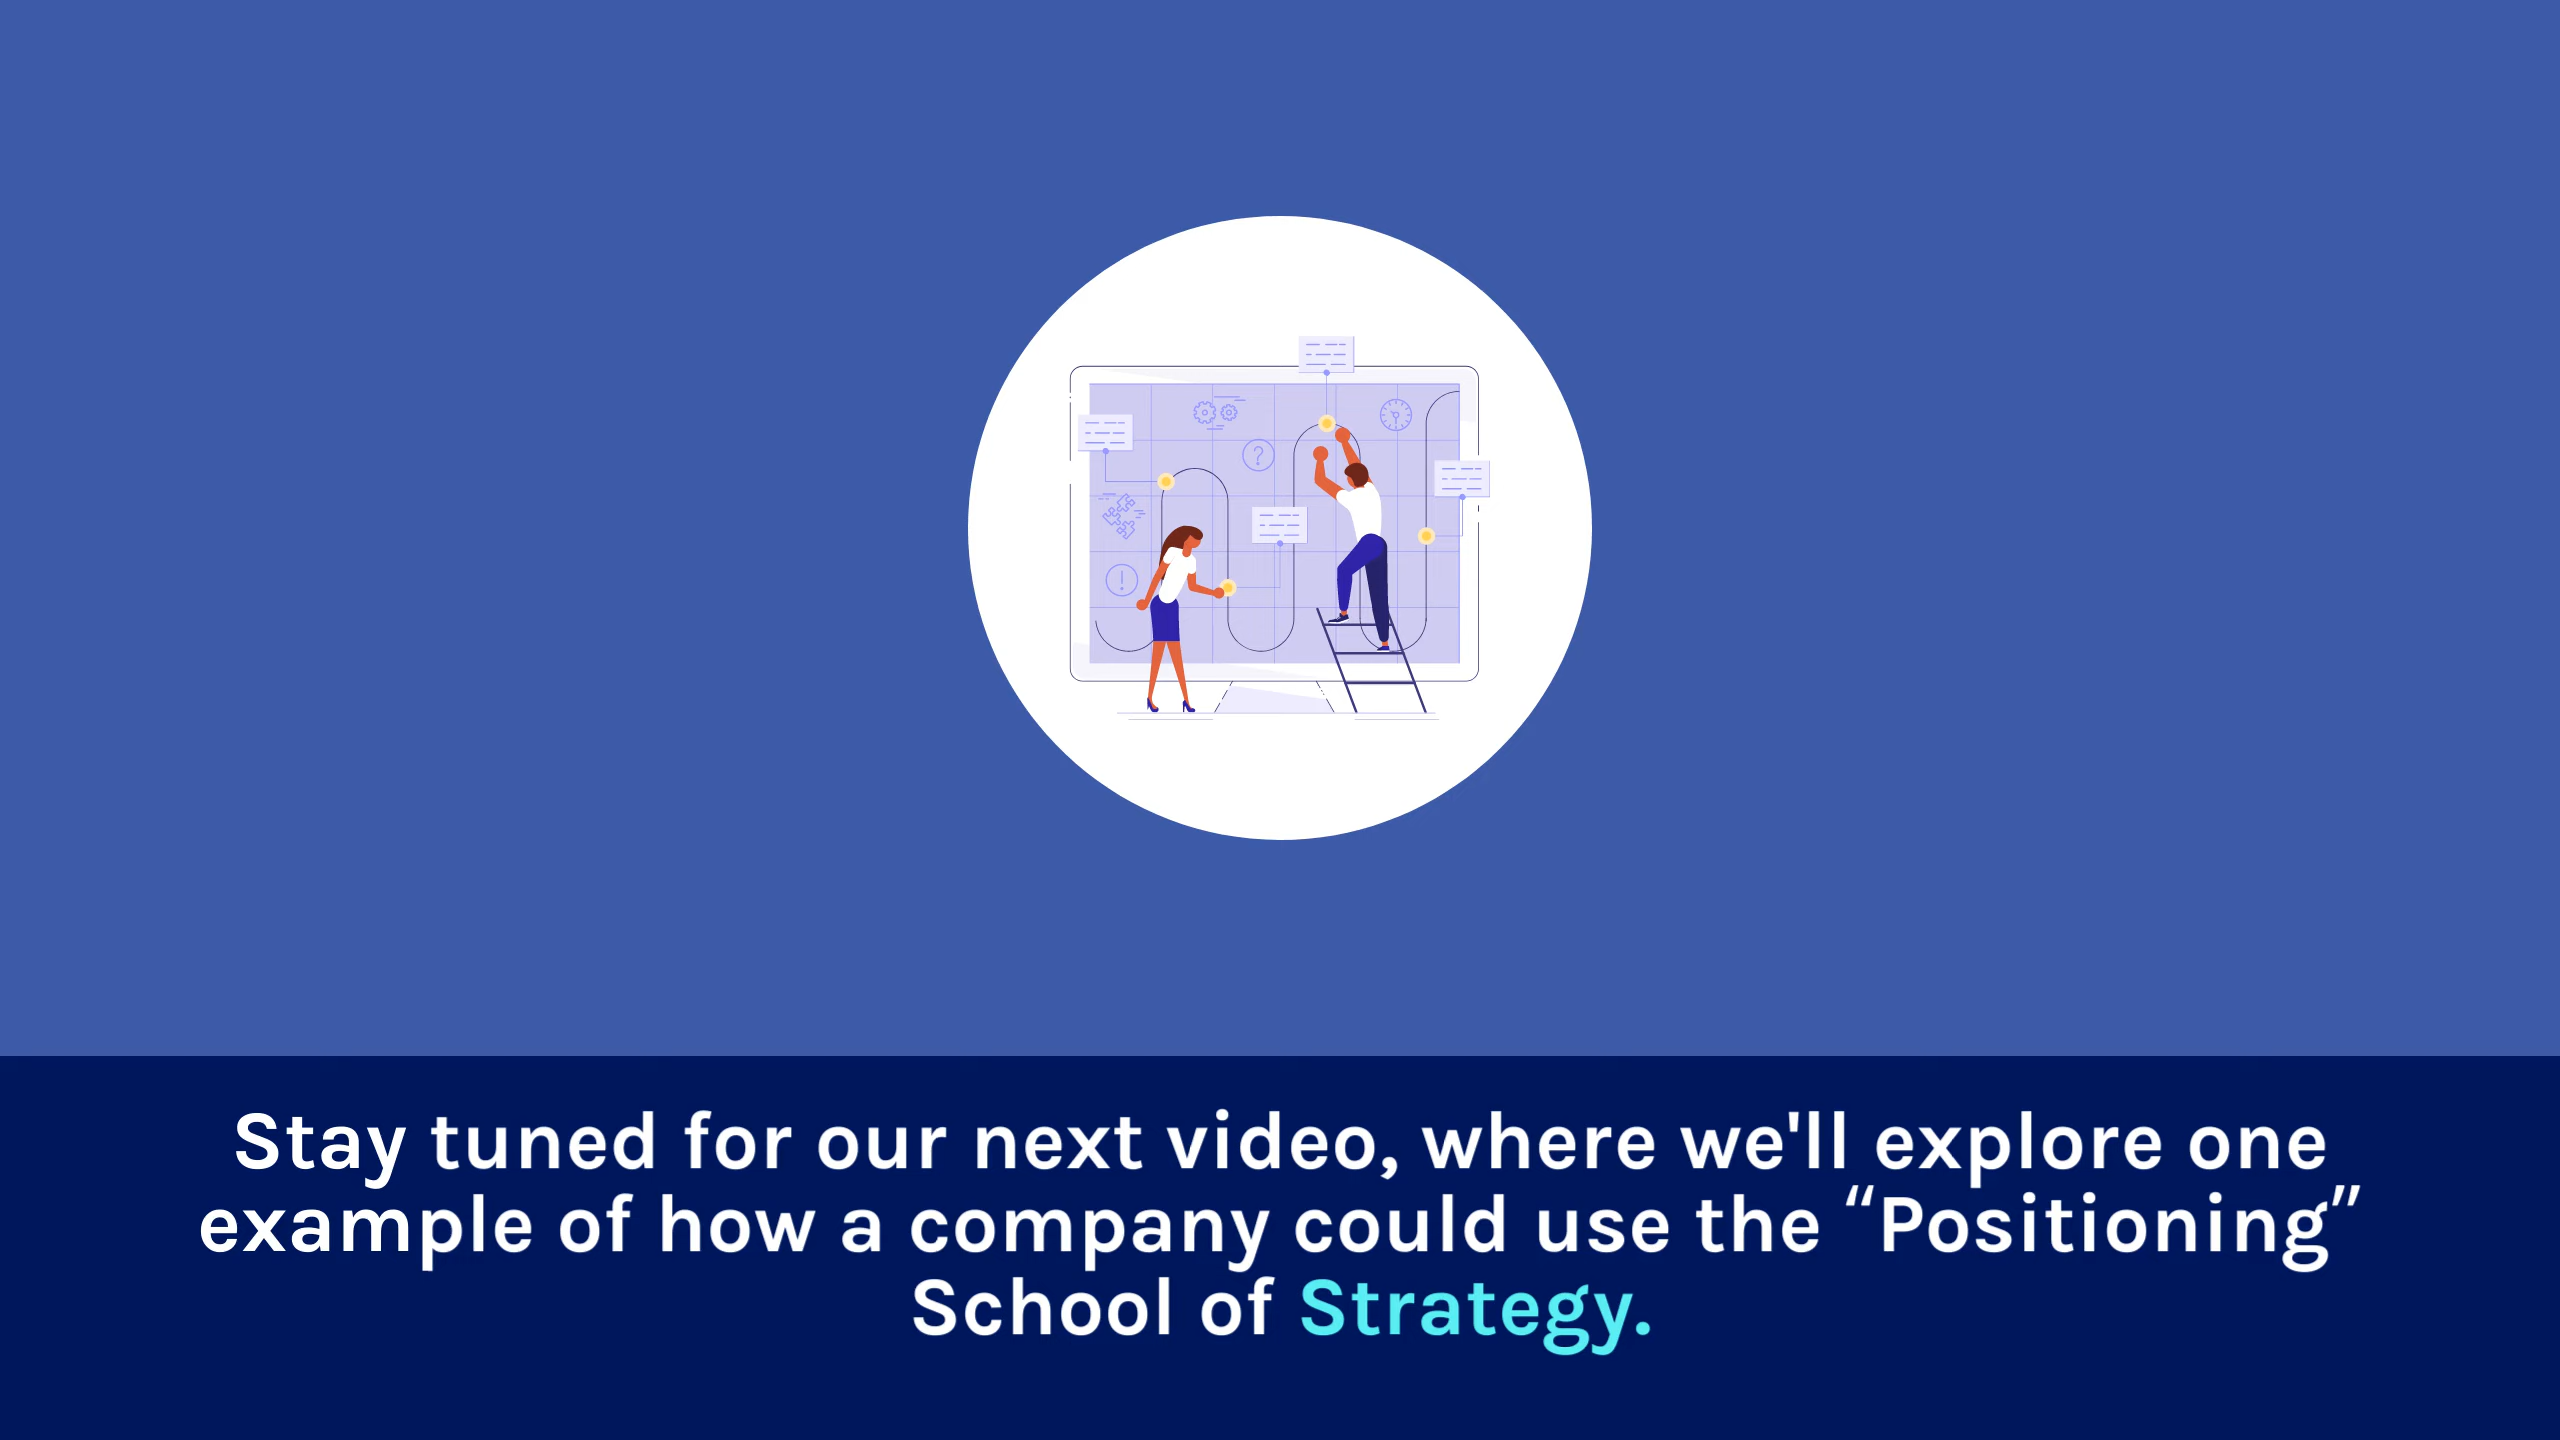 Stay tuned for our next video, where we'll explore one
example of how a company could use the “Positioning”
School of Strategy.